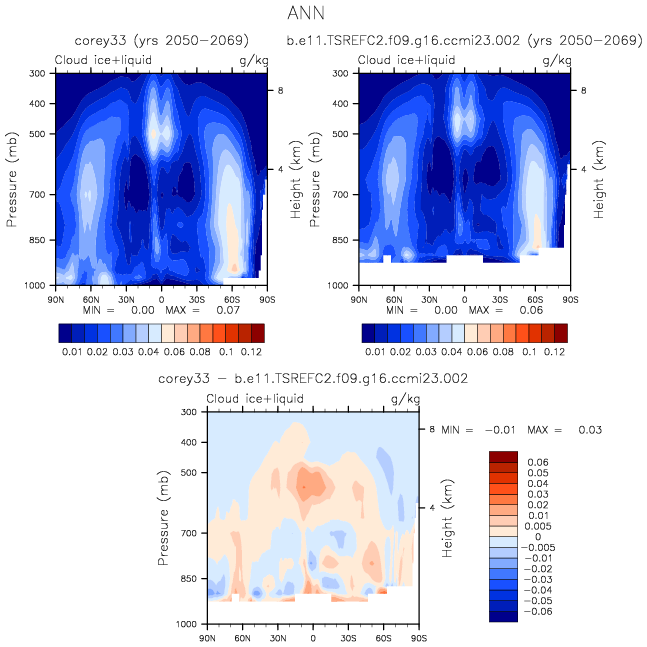 ANN
corey33 (yrs 2050−2069)
b.e11.TSREFC2.f09.g16.ccmi23.002 (yrs 2050−2069)
Cloud ice+liquid g/kg
Cloud ice+liquid g/kg
300
400
500
700
850
1000
Pressure (mb)
8
4
Height (km)
90N 60N 30N 0 30S 60S 90S
MIN = 0.00 MAX = 0.07
0.01 0.02 0.03 0.04 0.06 0.08 0.1 0.12
300
400
500
700
850
1000
Pressure (mb)
8
4
Height (km)
90N 60N 30N 0 30S 60S 90S
MIN = 0.00 MAX = 0.06
0.01 0.02 0.03 0.04 0.06 0.08 0.1 0.12
corey33 − b.e11.TSREFC2.f09.g16.ccmi23.002
Cloud ice+liquid g/kg
300
400
500
700
850
1000
Pressure (mb)
8
4
Height (km)
90N 60N 30N 0 30S 60S 90S
MIN = −0.01 MAX = 0.03
0.06
0.05
0.04
0.03
0.02
0.01
0.005
0
−0.005
−0.01
−0.02
−0.03
−0.04
−0.05
−0.06